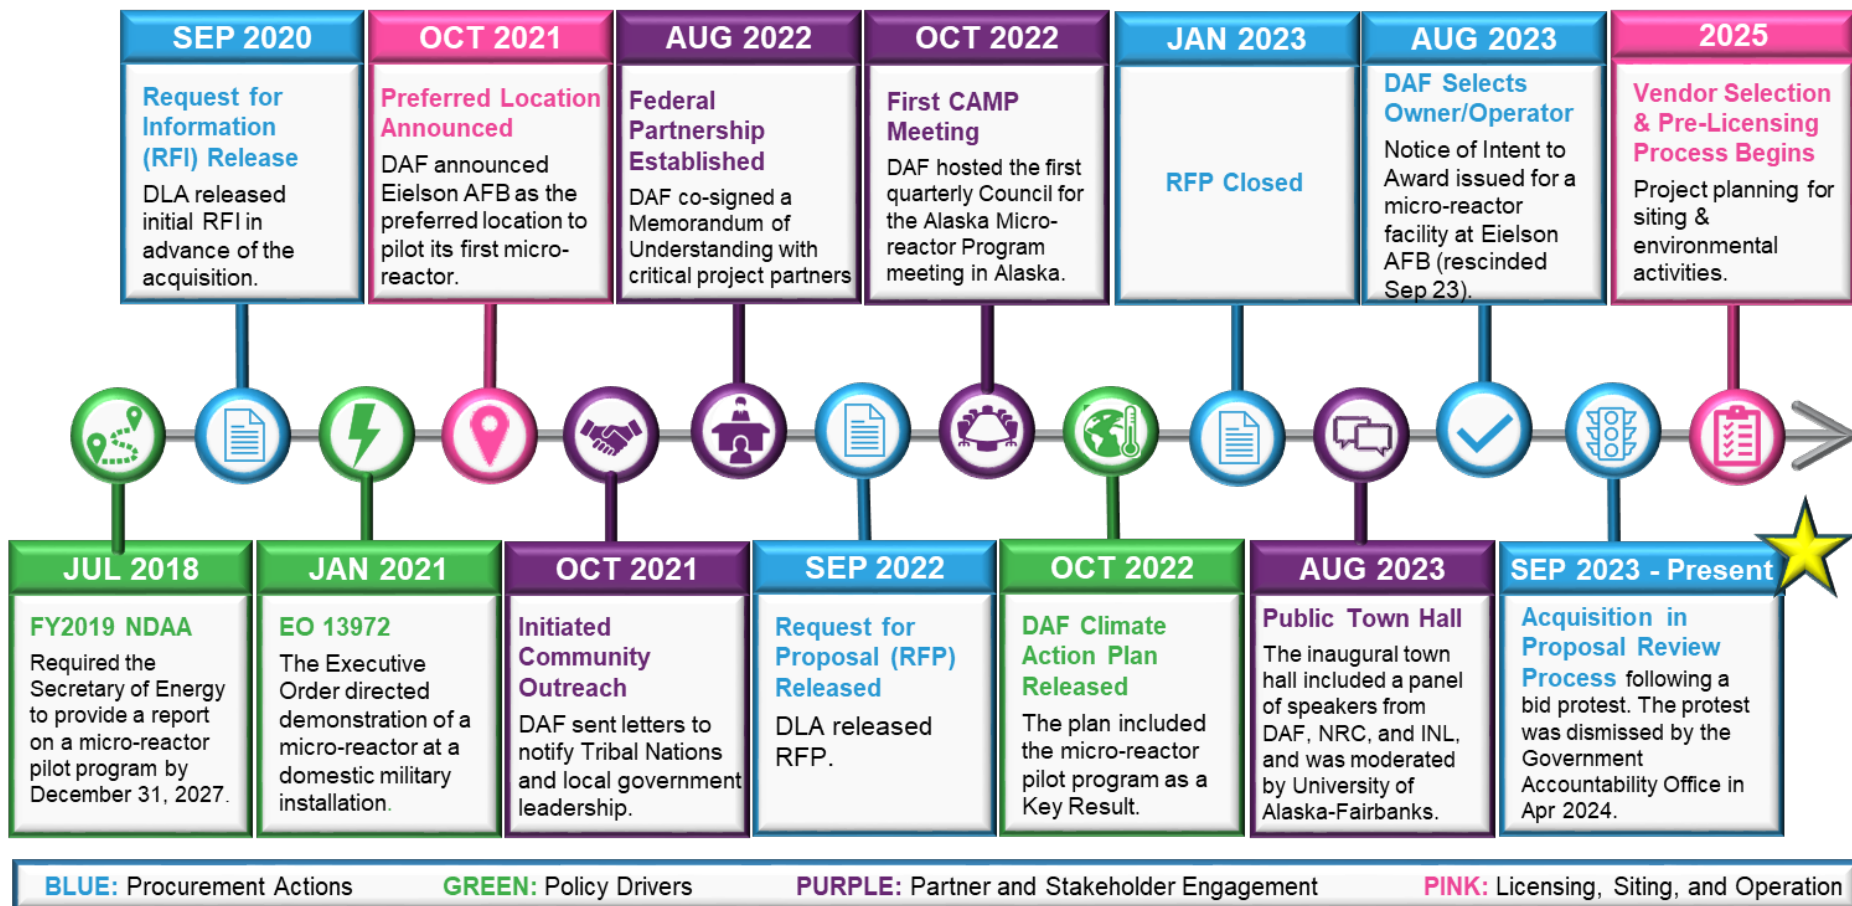 SEP 2020
Request for
Information
(RFI) Release
DLA released
initial RFI in
advance of the
acquisition.
OCT 2021
Preferred Location
Announced
DAF announced
Eielson AFB as the
preferred location to
pilot its first micro-
reactor.
AUG 2022
Federal
Partnership
Established
DAF co-signed a
Memorandum of
Understanding with
critical project partners
OCT 2022
First CAMP
Meeting
DAF hosted the first
quarterly Council for
the Alaska Micro-
reactor Program
meeting in Alaska.
JAN 2023
RFP Closed
AUG 2023
DAF Selects
Owner/Operator
Notice of Intent to
Award issued for a
micro-reactor
facility at Eielson
AFB (rescinded
Sep 23).
2025
Vendor Selection
& Pre-Licensing
Process Begins
Project planning for
siting &
environmental
activities.
JUL 2018
FY2019 NDAA
Required the
Secretary of Energy
to provide a report
on a micro-reactor
pilot program by
December 31, 2027.
JAN 2021
EO 13972
The Executive
Order directed
demonstration of a
micro-reactor at a
domestic military
installation.
OCT 2021
Initiated
Community
Outreach
DAF sent letters to
notify Tribal Nations
and local government
leadership.
SEP 2022
Request for
Proposal (RFP)
Released
DLA released
RFP.
OCT 2022
DAF Climate
Action Plan
Released
The plan included
the micro-reactor
pilot program as a
Key Result.
AUG 2023
Public Town Hall
The inaugural town
hall included a panel
of speakers from
DAF, NRC, and INL,
and was moderated
by University of
Alaska-Fairbanks.
SEP 2023 - Present
Acquisition in
Proposal Review
Process following a
bid protest. The protest
was dismissed by the
Government
Accountability Office in
Apr 2024.
BLUE: Procurement Actions GREEN: Policy Drivers PURPLE: Partner and Stakeholder Engagement PINK: Licensing, Siting, and Operation